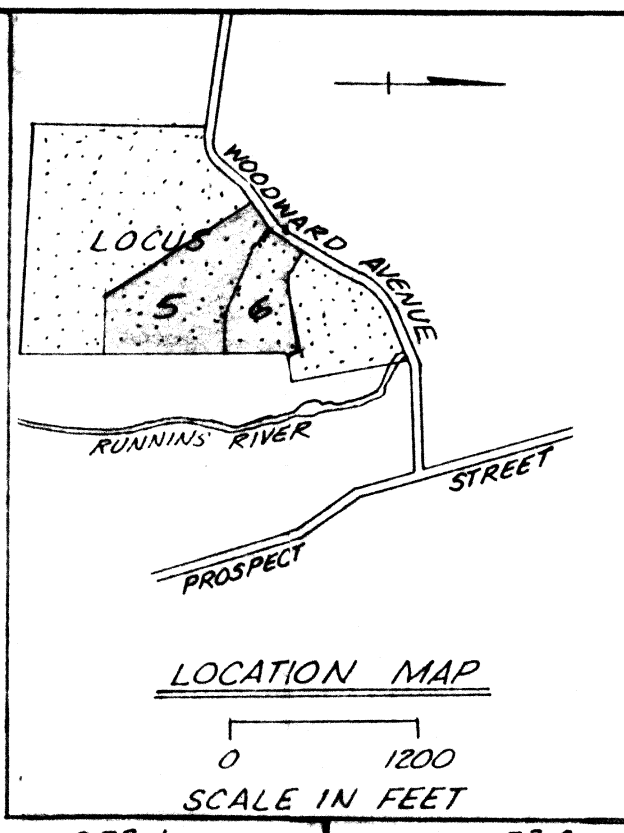 WOODWARD AVENUE
LOCUS
5
6
RUNNINS' RIVER
PROSPECT STREET
LOCATION MAP
0 1200
SCALE IN FEET